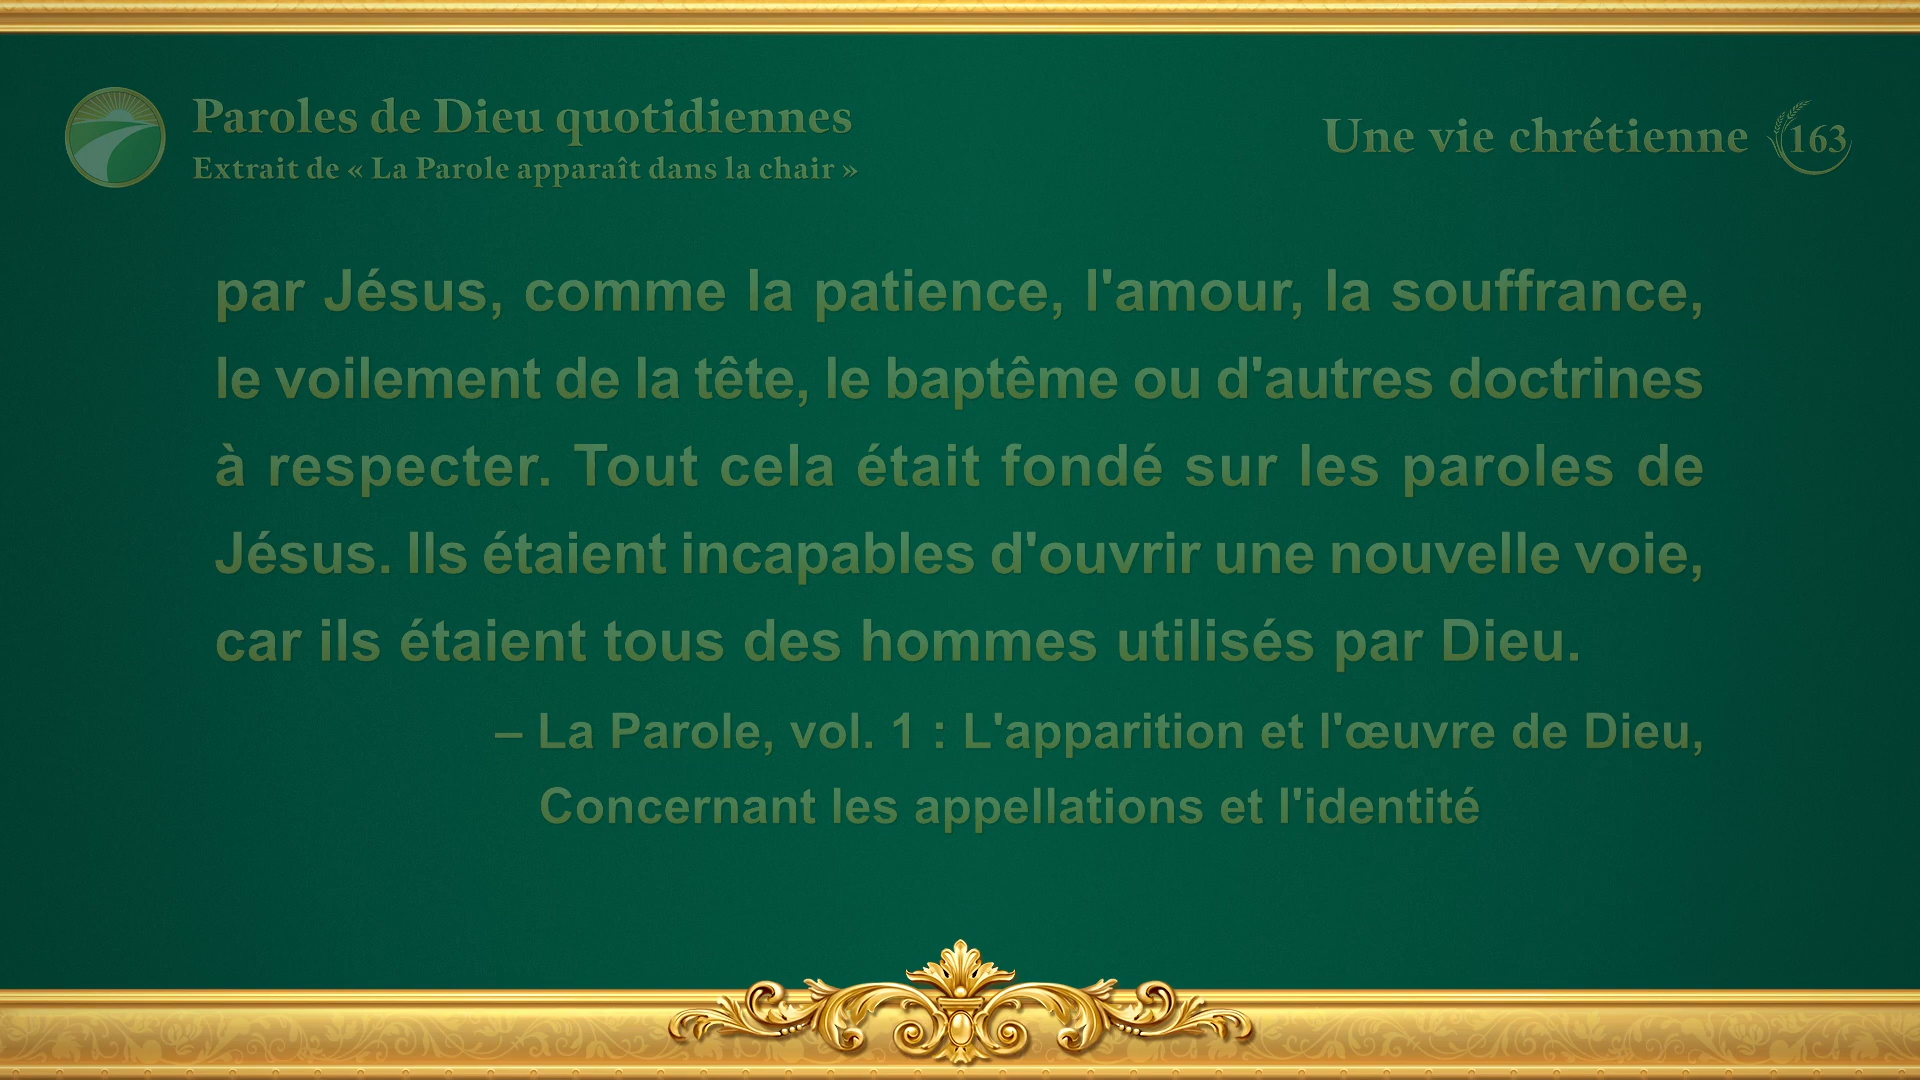 Paroles de Dieu quotidiennes
Extrait de « La Parole apparaît dans la chair »
Une vie chrétienne 163
par Jésus, comme la patience, l'amour, la souffrance,
le voilement de la tête, le baptême ou d'autres doctrines
à respecter. Tout cela était fondé sur les paroles de
Jésus. Ils étaient incapables d'ouvrir une nouvelle voie,
car ils étaient tous des hommes utilisés par Dieu.
– La Parole, vol. 1 : L'apparition et l'œuvre de Dieu,
Concernant les appellations et l'identité